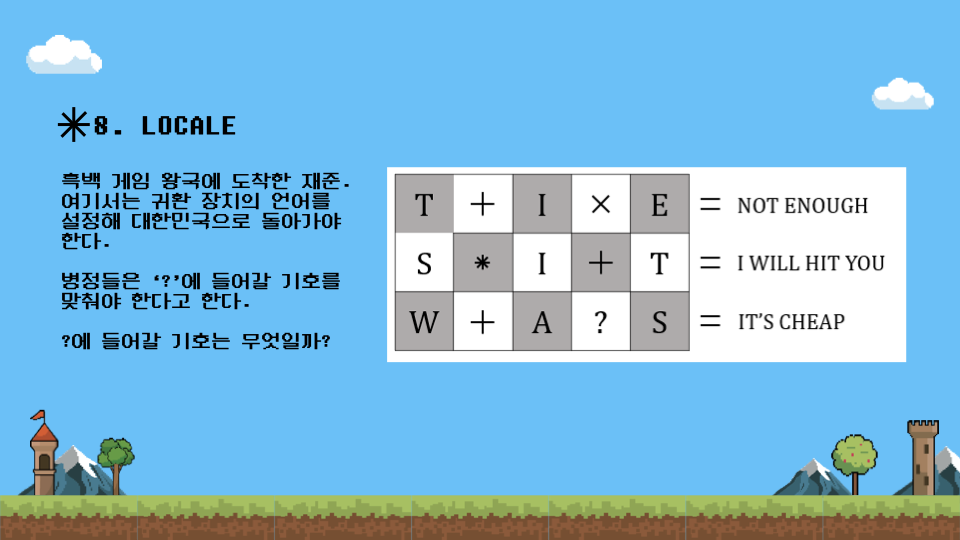 ✳8. LOCALE
흑백 게임 왕국에 도착한 재준.
여기서는 귀환 장치의 언어를
설정해 대한민국으로 돌아가야
한다.
병정들은 ‘?’에 들어갈 기호를
맞춰야 한다고 한다.
?에 들어갈 기호는 무엇일까?
T + I × E = NOT ENOUGH
S * I + T = I WILL HIT YOU
W + A ? S = IT'S CHEAP